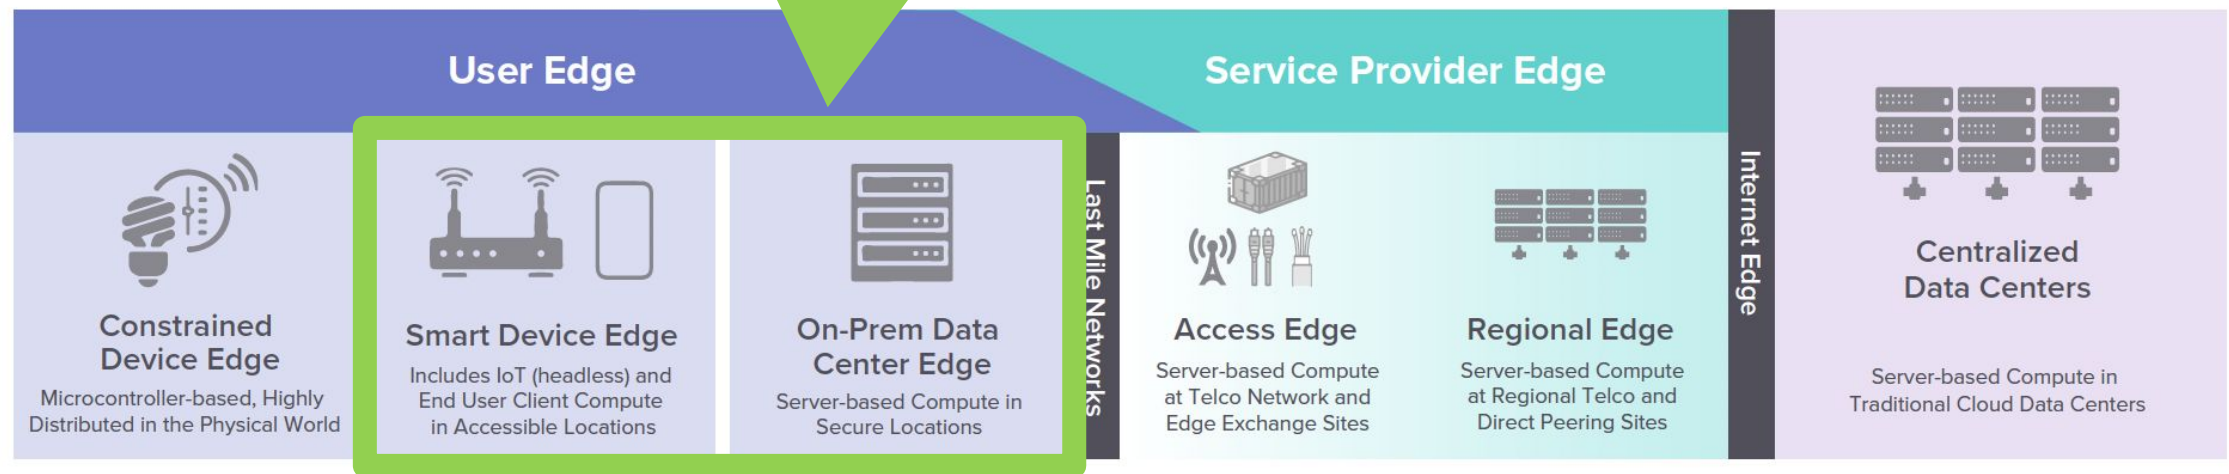 User Edge
Service Provider Edge
Constrained
Device Edge
Microcontroller-based, Highly
Distributed in the Physical World
Smart Device Edge
Includes IoT (headless) and
End User Client Compute
in Accessible Locations
On-Prem Data
Center Edge
Server-based Compute in
Secure Locations
Last Mile Networks
Access Edge
Server-based Compute
at Telco Network and
Edge Exchange Sites
Regional Edge
Server-based Compute
at Regional Telco and
Direct Peering Sites
Internet Edge
Centralized
Data Centers
Server-based Compute in
Traditional Cloud Data Centers